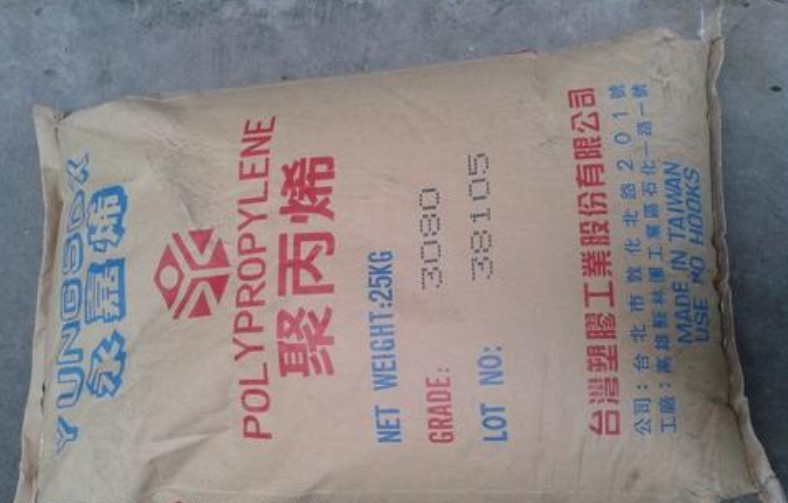 YUNGSOX
永嘉烯
POLYPROPYLENE
聚丙烯
NET WEIGHT:25KG
GRADE: 3080
LOT NO: 38105
台灣塑膠工業股份有限公司
公司:台北市敦化北路201號
工廠:高雄縣林園工業區石化一路一號
MADE IN TAIWAN
USE NO HOOKS